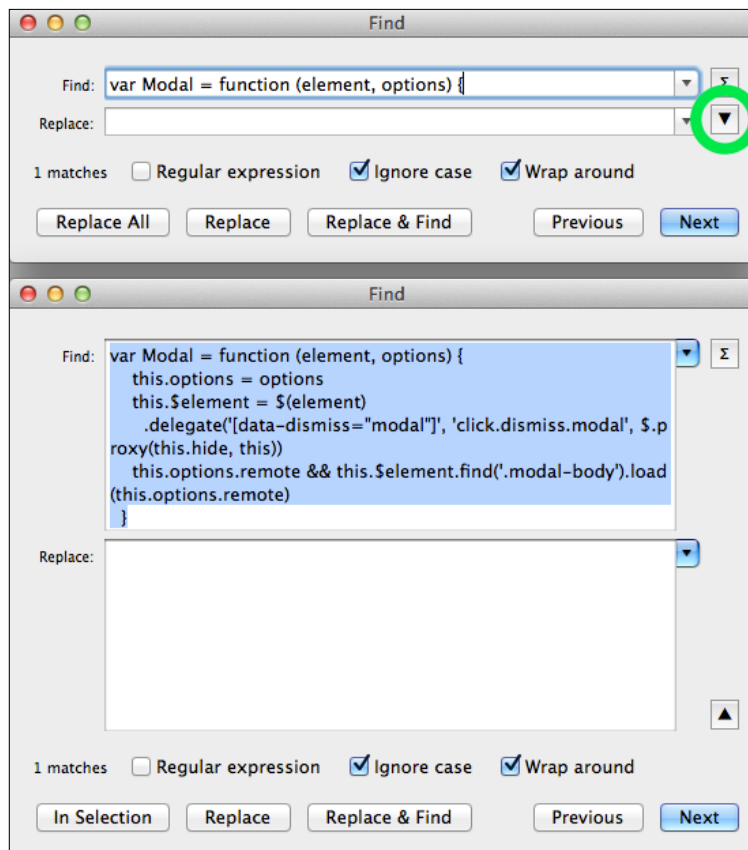 Find
Find: var Modal = function (element, options) { Σ
Replace: ▼
1 matches Regular expression Ignore case Wrap around
Replace All Replace Replace & Find Previous Next
Find
Find: var Modal = function (element, options) { Σ
this.options = options
this.$element = $(element)
.delegate('[data-dismiss="modal"]', 'click.dismiss.modal', $.p
roxy(this.hide, this))
this.options.remote && this.$element.find('.modal-body').load
(this.options.remote)
}
Replace:
▲
1 matches Regular expression Ignore case Wrap around
In Selection Replace Replace & Find Previous Next